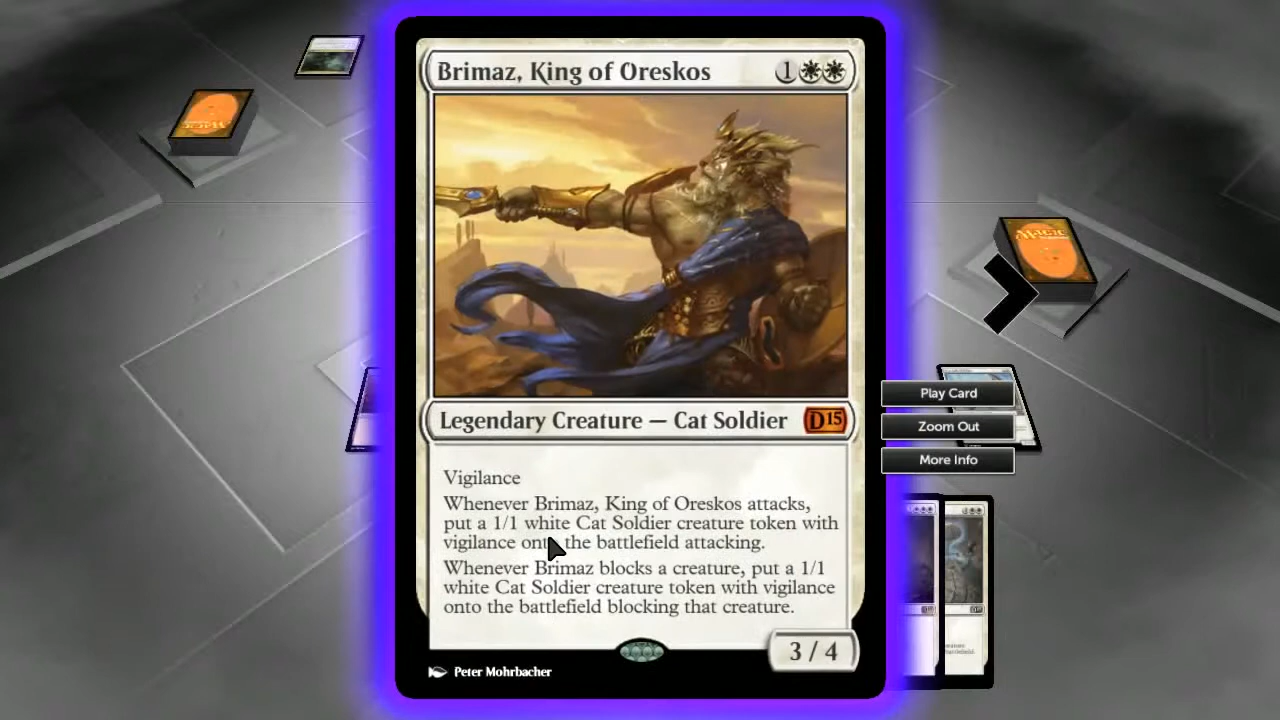 Brimaz, King of Oreskos
1
Legendary Creature — Cat Soldier
D15
Vigilance
Whenever Brimaz, King of Oreskos attacks,
put a 1/1 white Cat Soldier creature token with
vigilance onto the battlefield attacking.
Whenever Brimaz blocks a creature, put a 1/1
white Cat Soldier creature token with vigilance
onto the battlefield blocking that creature.
3 / 4
Peter Mohrbacher
MAGIC
Play Card
Zoom Out
More Info